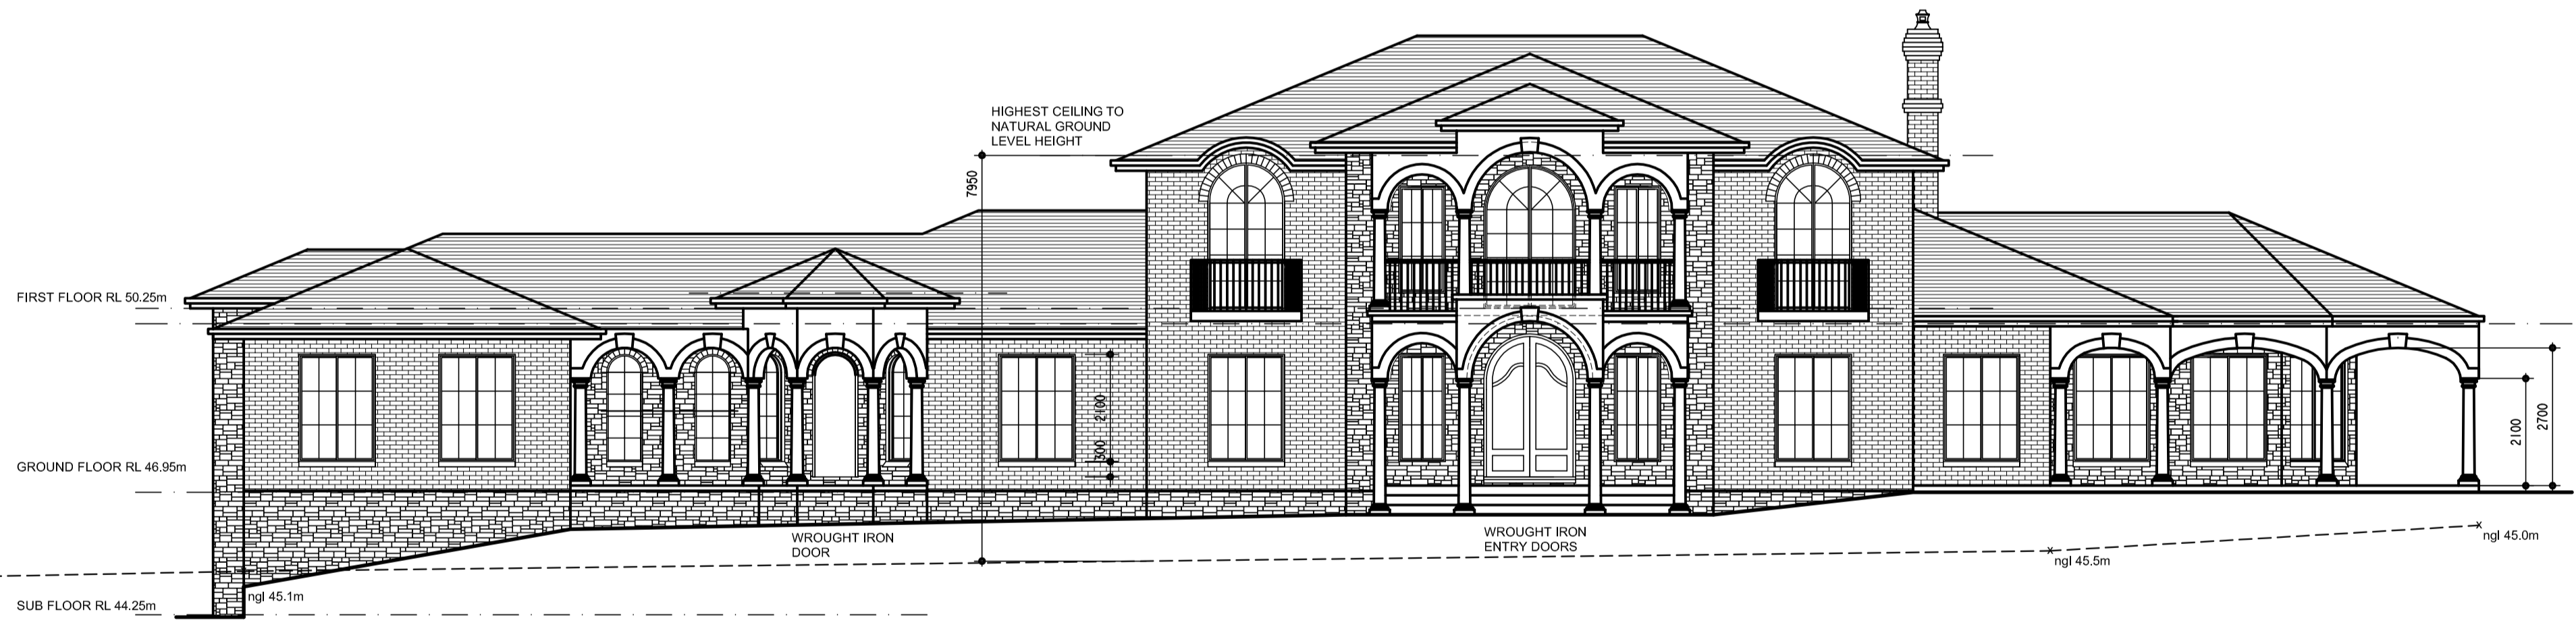 HIGHEST CEILING TO
NATURAL GROUND
LEVEL HEIGHT
7950
FIRST FLOOR RL 50.25m
2100
300
2100
2700
GROUND FLOOR RL 46.95m
WROUGHT IRON
DOOR
WROUGHT IRON
ENTRY DOORS
ngl 45.0m
ngl 45.5m
ngl 45.1m
SUB FLOOR RL 44.25m